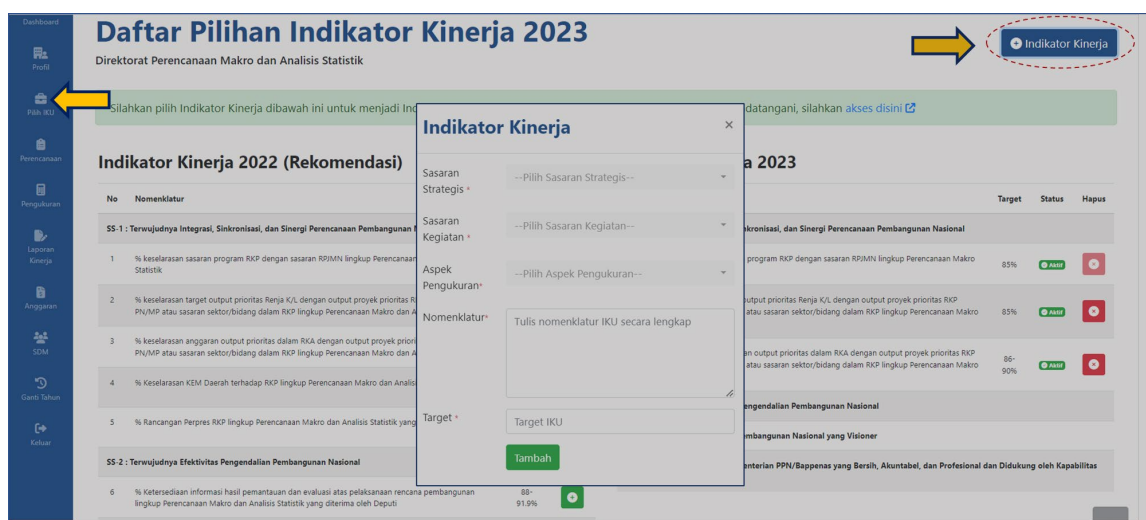 Dashboard
Profil
Pilih IKU
Perencanaan
Pengukuran
Laporan
Kinerja
Anggaran
SDM
Ganti Tahun
Keluar
Daftar Pilihan Indikator Kinerja 2023
Direktorat Perencanaan Makro dan Analisis Statistik
Indikator Kinerja
Silahkan pilih Indikator Kinerja dibawah ini untuk menjadi
datangani, silahkan akses disini
Indikator Kinerja 2022 (Rekomendasi)
No Nomenklatur
SS-1 : Terwujudnya Integrasi, Sinkronisasi, dan Sinergi Perencanaan Pembangunan
1 % keselarasan sasaran program RKP dengan sasaran RPJMN lingkup Perencanaan
Statistik
2 % keselarasan target output prioritas Renja K/L dengan output proyek prioritas
PN/MP atau sasaran sektor/bidang dalam RKP lingkup Perencanaan Makro dan
3 % keselarasan anggaran output prioritas dalam RKA dengan output proyek
PN/MP atau sasaran sektor/bidang dalam RKP lingkup Perencanaan Makro dan
4 % Keselarasan KEM Daerah terhadap RKP lingkup Perencanaan Makro dan
5 % Rancangan Perpres RKP lingkup Perencanaan Makro dan Analisis Statistik yang
SS-2 : Terwujudnya Efektivitas Pengendalian Pembangunan Nasional
6 % Ketersediaan informasi hasil pemantauan dan evaluasi atas pelaksanaan rencana pembangunan
lingkup Perencanaan Makro dan Analisis Statistik yang diterima oleh Deputi
88-
91.9%
Indikator Kinerja ×
Sasaran
Strategis * --Pilih Sasaran Strategis--
Sasaran
Kegiatan * --Pilih Sasaran Kegiatan--
Aspek
Pengukuran* --Pilih Aspek Pengukuran--
Nomenklatur* Tulis nomenklatur IKU secara lengkap
Target * Target IKU
Tambah
a 2023
Target Status Hapus
dan Sinergi Perencanaan Pembangunan Nasional
program RKP dengan sasaran RPJMN lingkup Perencanaan Makro
85% Aktif
output prioritas Renja K/L dengan output proyek prioritas RKP
atau sasaran sektor/bidang dalam RKP lingkup Perencanaan Makro
85% Aktif
output prioritas dalam RKA dengan output proyek prioritas RKP
atau sasaran sektor/bidang dalam RKP lingkup Perencanaan Makro
86-
90% Aktif
Pembangunan Nasional
Nasional yang Visioner
PPN/Bappenas yang Bersih, Akuntabel, dan Profesional dan Didukung oleh Kapabilitas